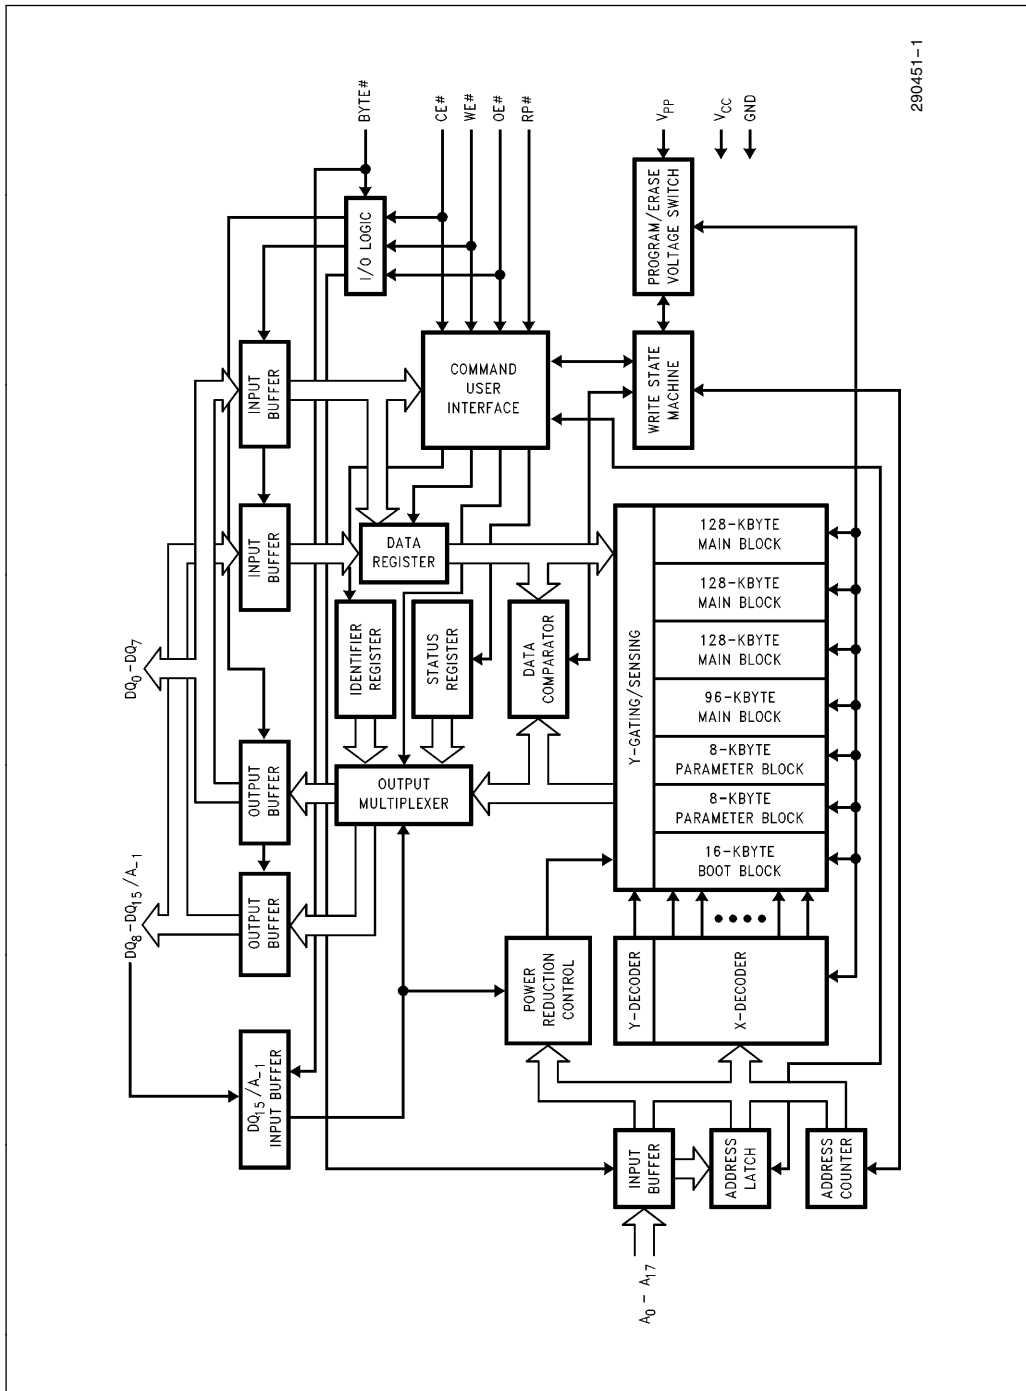 290451-1
BYTE#
CE#
WE#
OE#
RP#
VPP
VCC
GND
I/O LOGIC
PROGRAM/ERASE
VOLTAGE SWITCH
INPUT
BUFFER
COMMAND
USER
INTERFACE
WRITE STATE
MACHINE
INPUT
BUFFER
DATA
REGISTER
128-KBYTE
MAIN BLOCK
128-KBYTE
MAIN BLOCK
128-KBYTE
MAIN BLOCK
96-KBYTE
MAIN BLOCK
8-KBYTE
PARAMETER BLOCK
8-KBYTE
PARAMETER BLOCK
16-KBYTE
BOOT BLOCK
Y-GATING/SENSING
IDENTIFIER
REGISTER
STATUS
REGISTER
DATA
COMPARATOR
DQ0-DQ7
OUTPUT
BUFFER
OUTPUT
MULTIPLEXER
DQ8-DQ15/A-1
OUTPUT
BUFFER
POWER
REDUCTION
CONTROL
Y-DECODER
X-DECODER
DQ15/A-1
INPUT BUFFER
INPUT
BUFFER
ADDRESS
LATCH
ADDRESS
COUNTER
A0 - A17